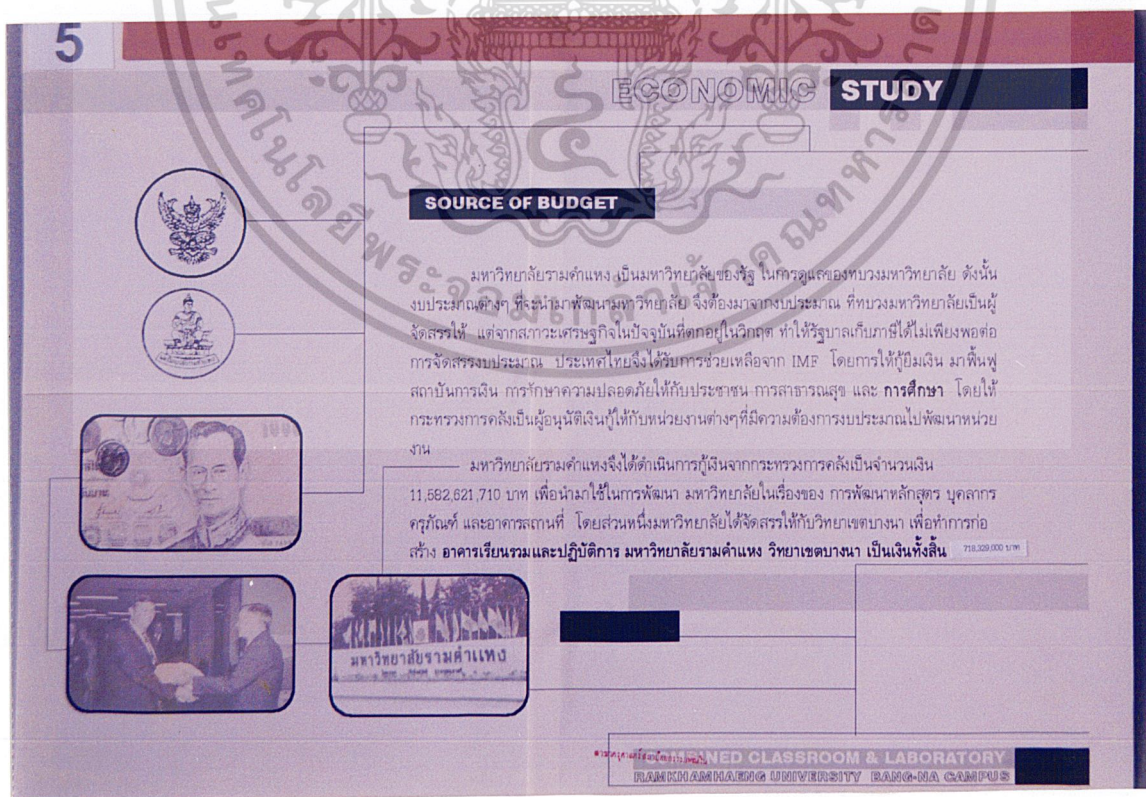 5
ECONOMIC STUDY
SOURCE OF BUDGET
มหาวิทยาลัยรามคำแหง เป็นมหาวิทยาลัยของรัฐ ในการดูแลของทบวงมหาวิทยาลัย ดังนั้น
งบประมาณต่างๆ ที่จะนำมาพัฒนามหาวิทยาลัย จึงต้องมาจากงบประมาณ ที่ทบวงมหาวิทยาลัยเป็นผู้
จัดสรรให้ แต่จากสภาวะเศรษฐกิจในปัจจุบันที่ตกอยู่ในวิกฤต ทำให้รัฐบาลเก็บภาษีได้ไม่เพียงพอต่อ
การจัดสรรงบประมาณ ประเทศไทยจึงได้รับการช่วยเหลือจาก IMF โดยการให้กู้ยืมเงิน มาฟื้นฟู
สถาบันการเงิน การรักษาความปลอดภัยให้กับประชาชน การสาธารณสุข และ การศึกษา โดยให้
กระทรวงการคลังเป็นผู้อนุมัติเงินกู้ให้กับหน่วยงานต่างๆที่มีความต้องการงบประมาณไปพัฒนาหน่วย
งาน
มหาวิทยาลัยรามคำแหงจึงได้ดำเนินการกู้เงินจากกระทรวงการคลังเป็นจำนวนเงิน
11,582,621,710 บาท เพื่อนำมาใช้ในการพัฒนา มหาวิทยาลัยในเรื่องของ การพัฒนาหลักสูตร บุคลากร
ครุภัณฑ์ และอาคารสถานที่ โดยส่วนหนึ่งมหาวิทยาลัยได้จัดสรรให้กับวิทยาเขตบางนา เพื่อทำการก่อ
สร้าง อาคารเรียนรวมและปฏิบัติการ มหาวิทยาลัยรามคำแหง วิทยาเขตบางนา เป็นเงินทั้งสิ้น 718,329,000 บาท
มหาวิทยาลัยรามคำแหง
COMBINED CLASSROOM & LABORATORY
RAMKHAMHAENG UNIVERSITY BANG-NA CAMPUS